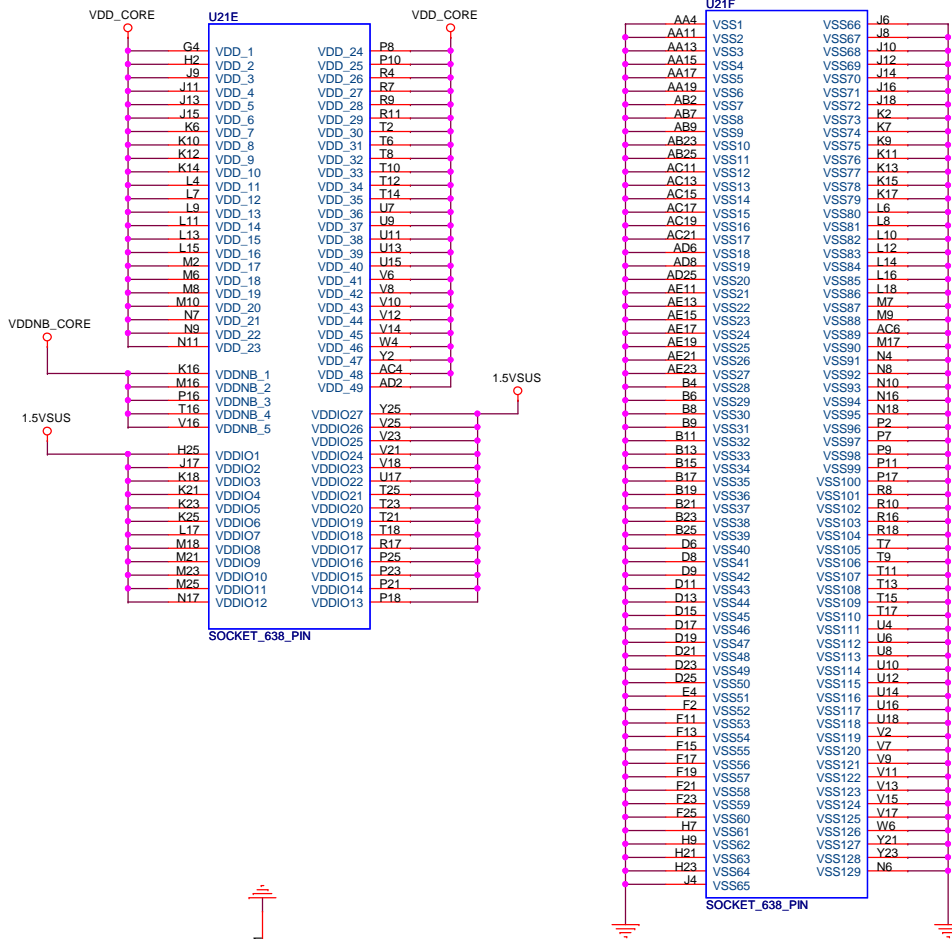 VDD_CORE U21E VDD_CORE
G4 VDD_1 VDD_24 P8
H2 VDD_2 VDD_25 P10
J9 VDD_3 VDD_26 R4
J11 VDD_4 VDD_27 R7
J13 VDD_5 VDD_28 R9
J15 VDD_6 VDD_29 R11
K6 VDD_7 VDD_30 T2
K10 VDD_8 VDD_31 T6
K12 VDD_9 VDD_32 T8
K14 VDD_10 VDD_33 T10
L4 VDD_11 VDD_34 T12
L7 VDD_12 VDD_35 T14
L9 VDD_13 VDD_36 U7
L11 VDD_14 VDD_37 U9
L13 VDD_15 VDD_38 U11
L15 VDD_16 VDD_39 U13
M2 VDD_17 VDD_40 U15
M6 VDD_18 VDD_41 V6
M8 VDD_19 VDD_42 V8
M10 VDD_20 VDD_43 V10
N7 VDD_21 VDD_44 V12
N9 VDD_22 VDD_45 V14
N11 VDD_23 VDD_46 W4
VDDNB_CORE
VDD_47 Y2
K16 VDDNB_1 VDD_48 AC4
M16 VDDNB_2 VDD_49 AD2
P16 VDDNB_3
1.5VSUS
T16 VDDNB_4 VDDIO27 Y25
V16 VDDNB_5 VDDIO26 V25
1.5VSUS
VDDIO25 V23
H25 VDDIO1 VDDIO24 V21
J17 VDDIO2 VDDIO23 V18
K18 VDDIO3 VDDIO22 U17
K21 VDDIO4 VDDIO21 T25
K23 VDDIO5 VDDIO20 T23
K25 VDDIO6 VDDIO19 T21
L17 VDDIO7 VDDIO18 T18
M18 VDDIO8 VDDIO17 R17
M21 VDDIO9 VDDIO16 P25
M23 VDDIO10 VDDIO15 P23
M25 VDDIO11 VDDIO14 P21
N17 VDDIO12 VDDIO13 P18
SOCKET_638_PIN
U21F
AA4 VSS1 VSS66 J6
AA11 VSS2 VSS67 J8
AA13 VSS3 VSS68 J10
AA15 VSS4 VSS69 J12
AA17 VSS5 VSS70 J14
AA19 VSS6 VSS71 J16
AB2 VSS7 VSS72 J18
AB7 VSS8 VSS73 K2
AB9 VSS9 VSS74 K7
AB23 VSS10 VSS75 K9
AB25 VSS11 VSS76 K11
AC11 VSS12 VSS77 K13
AC13 VSS13 VSS78 K15
AC15 VSS14 VSS79 K17
AC17 VSS15 VSS80 L6
AC19 VSS16 VSS81 L8
AC21 VSS17 VSS82 L10
AD6 VSS18 VSS83 L12
AD8 VSS19 VSS84 L14
AD25 VSS20 VSS85 L16
AE11 VSS21 VSS86 L18
AE13 VSS22 VSS87 M7
AE15 VSS23 VSS88 M9
AE17 VSS24 VSS89 AC6
AE19 VSS25 VSS90 M17
AE21 VSS26 VSS91 N4
AE23 VSS27 VSS92 N8
B4 VSS28 VSS93 N10
B6 VSS29 VSS94 N16
B8 VSS30 VSS95 N18
B9 VSS31 VSS96 P2
B11 VSS32 VSS97 P7
B13 VSS33 VSS98 P9
B15 VSS34 VSS99 P11
B17 VSS35 VSS100 P17
B19 VSS36 VSS101 R8
B21 VSS37 VSS102 R10
B23 VSS38 VSS103 R16
B25 VSS39 VSS104 R18
D6 VSS40 VSS105 T7
D8 VSS41 VSS106 T9
D9 VSS42 VSS107 T11
D11 VSS43 VSS108 T13
D13 VSS44 VSS109 T15
D15 VSS45 VSS110 T17
D17 VSS46 VSS111 U4
D19 VSS47 VSS112 U6
D21 VSS48 VSS113 U8
D23 VSS49 VSS114 U10
D25 VSS50 VSS115 U12
E4 VSS51 VSS116 U14
F2 VSS52 VSS117 U16
F11 VSS53 VSS118 U18
F13 VSS54 VSS119 V2
F15 VSS55 VSS120 V7
F17 VSS56 VSS121 V9
F19 VSS57 VSS122 V11
F21 VSS58 VSS123 V13
F23 VSS59 VSS124 V15
F25 VSS60 VSS125 V17
H7 VSS61 VSS126 W6
H9 VSS62 VSS127 Y21
H21 VSS63 VSS128 Y23
H23 VSS64 VSS129 N6
J4 VSS65
SOCKET_638_PIN